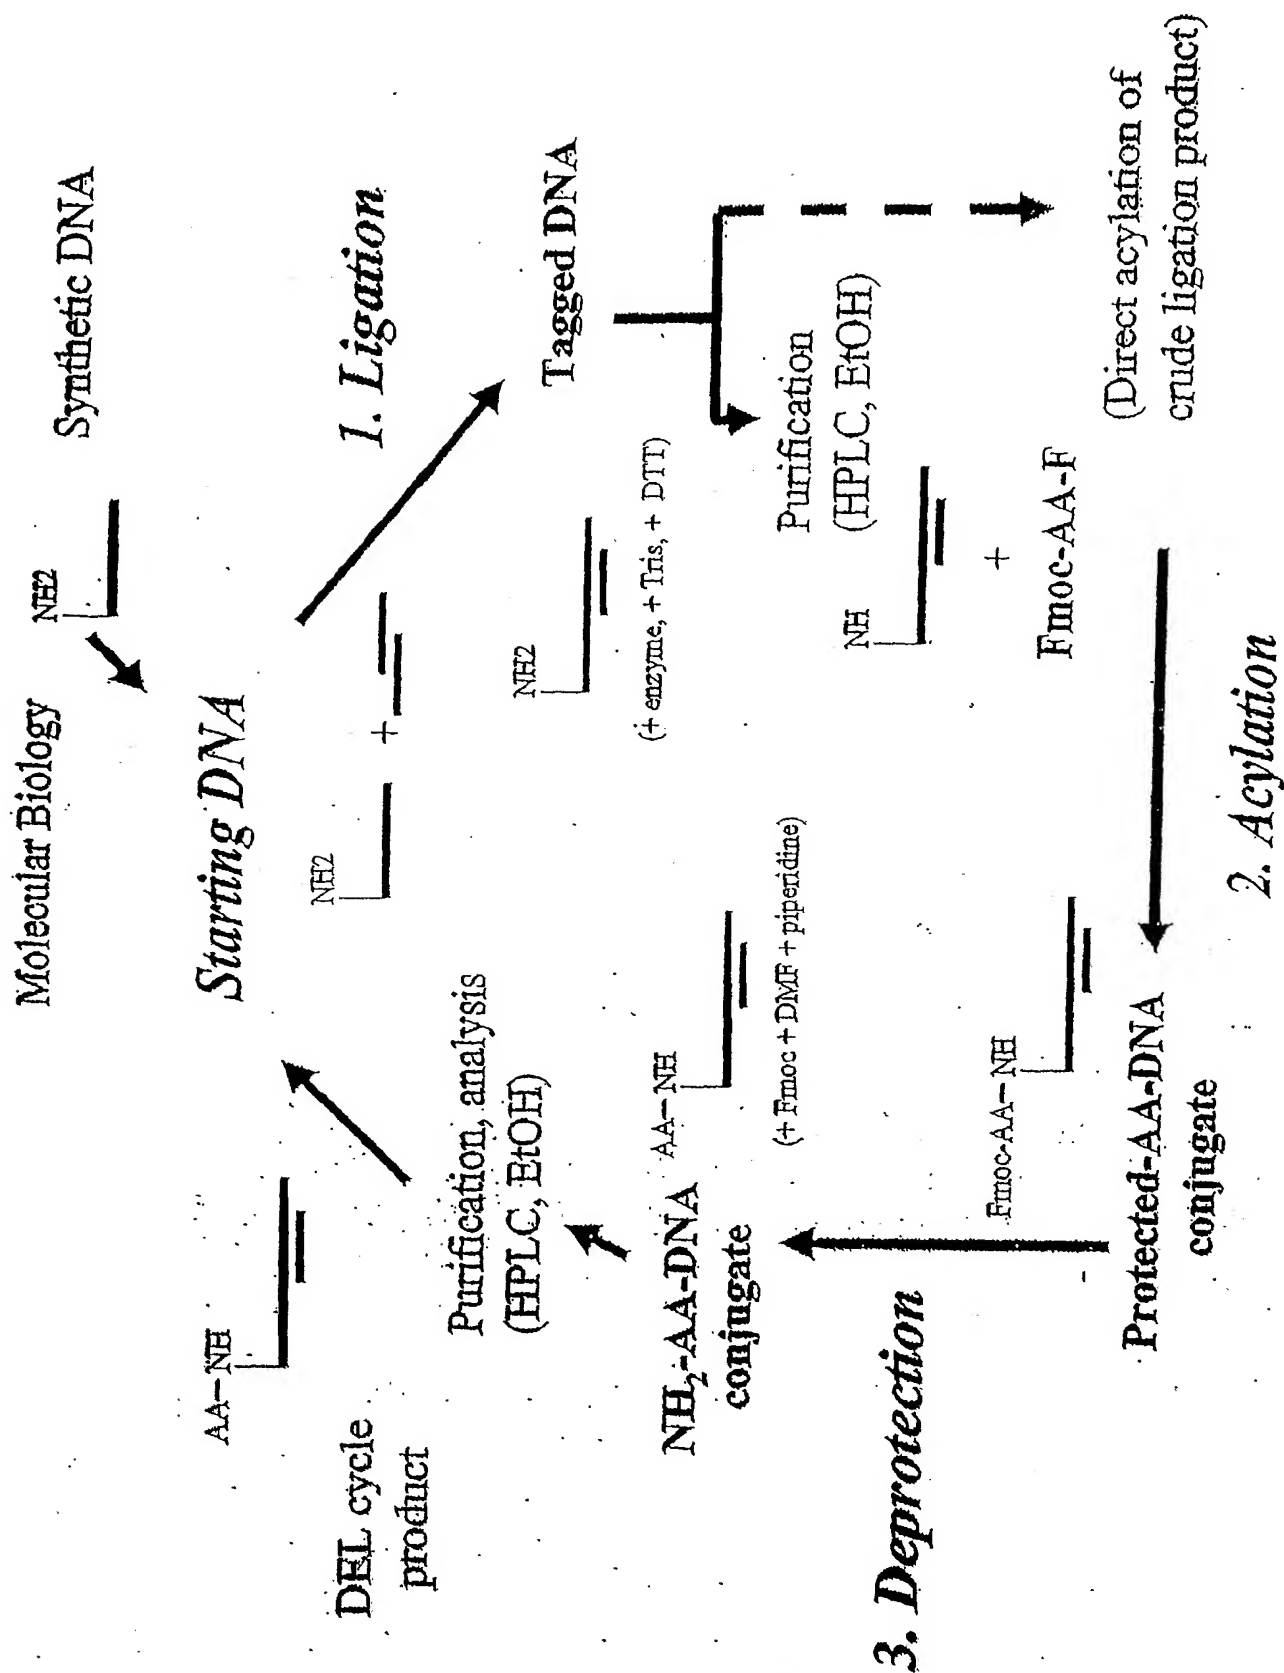 Molecular Biology
NH2
Synthetic DNA
Starting DNA
NH2
+
1. Ligation
Tagged DNA
NH2
(+ enzyme, + Tris, + DTT)
Purification
(HPLC, EtOH)
NH
+
Fmoc-AA-F
(Direct acylation of
crude ligation product)
2. Acylation
Protected-AA-DNA
conjugate
Fmoc-AA–NH
3. Deprotection
NH₂-AA-DNA
conjugate
AA–NH
(+ Fmoc + DMF + piperidine)
Purification, analysis
(HPLC, EtOH)
AA–NH
DEL cycle
product